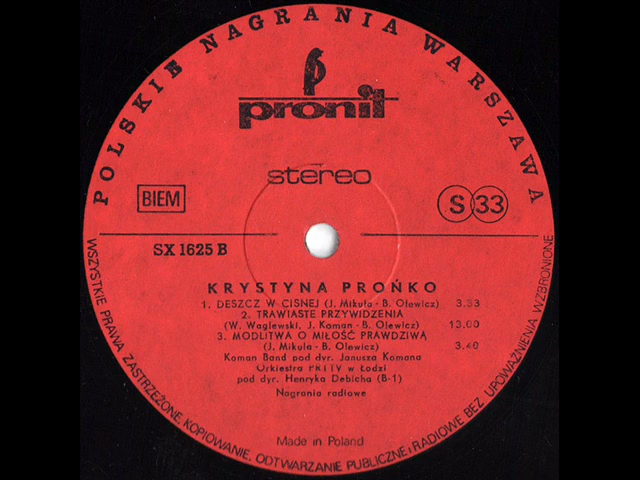 POLSKIE NAGRANIA WARSZAWA
pronit
stereo
BIEM
S 33
SX 1625 B
KRYSTYNA PROŃKO
1. DESZCZ W CISNEJ (J. Mikuła - B. Olewicz) 3.33
2. TRAWIASTE PRZYWIDZENIA
(W. Waglewski, J. Koman - B. Olewicz) 13.00
3. MODLITWA O MIŁOŚĆ PRAWDZIWĄ
(J. Mikuła - B. Olewicz) 3.40
Koman Band pod dyr. Janusza Komana
Orkiestra PRiTV w Łodzi
pod dyr. Henryka Debicha (B-1)
Nagrania radiowe
Made in Poland
WSZYSTKIE PRAWA ZASTRZEŻONE, KOPIOWANIE, ODTWARZANIE PUBLICZNE I RADIOWE BEZ UPOWAŻNIENIA WZBRONIONE